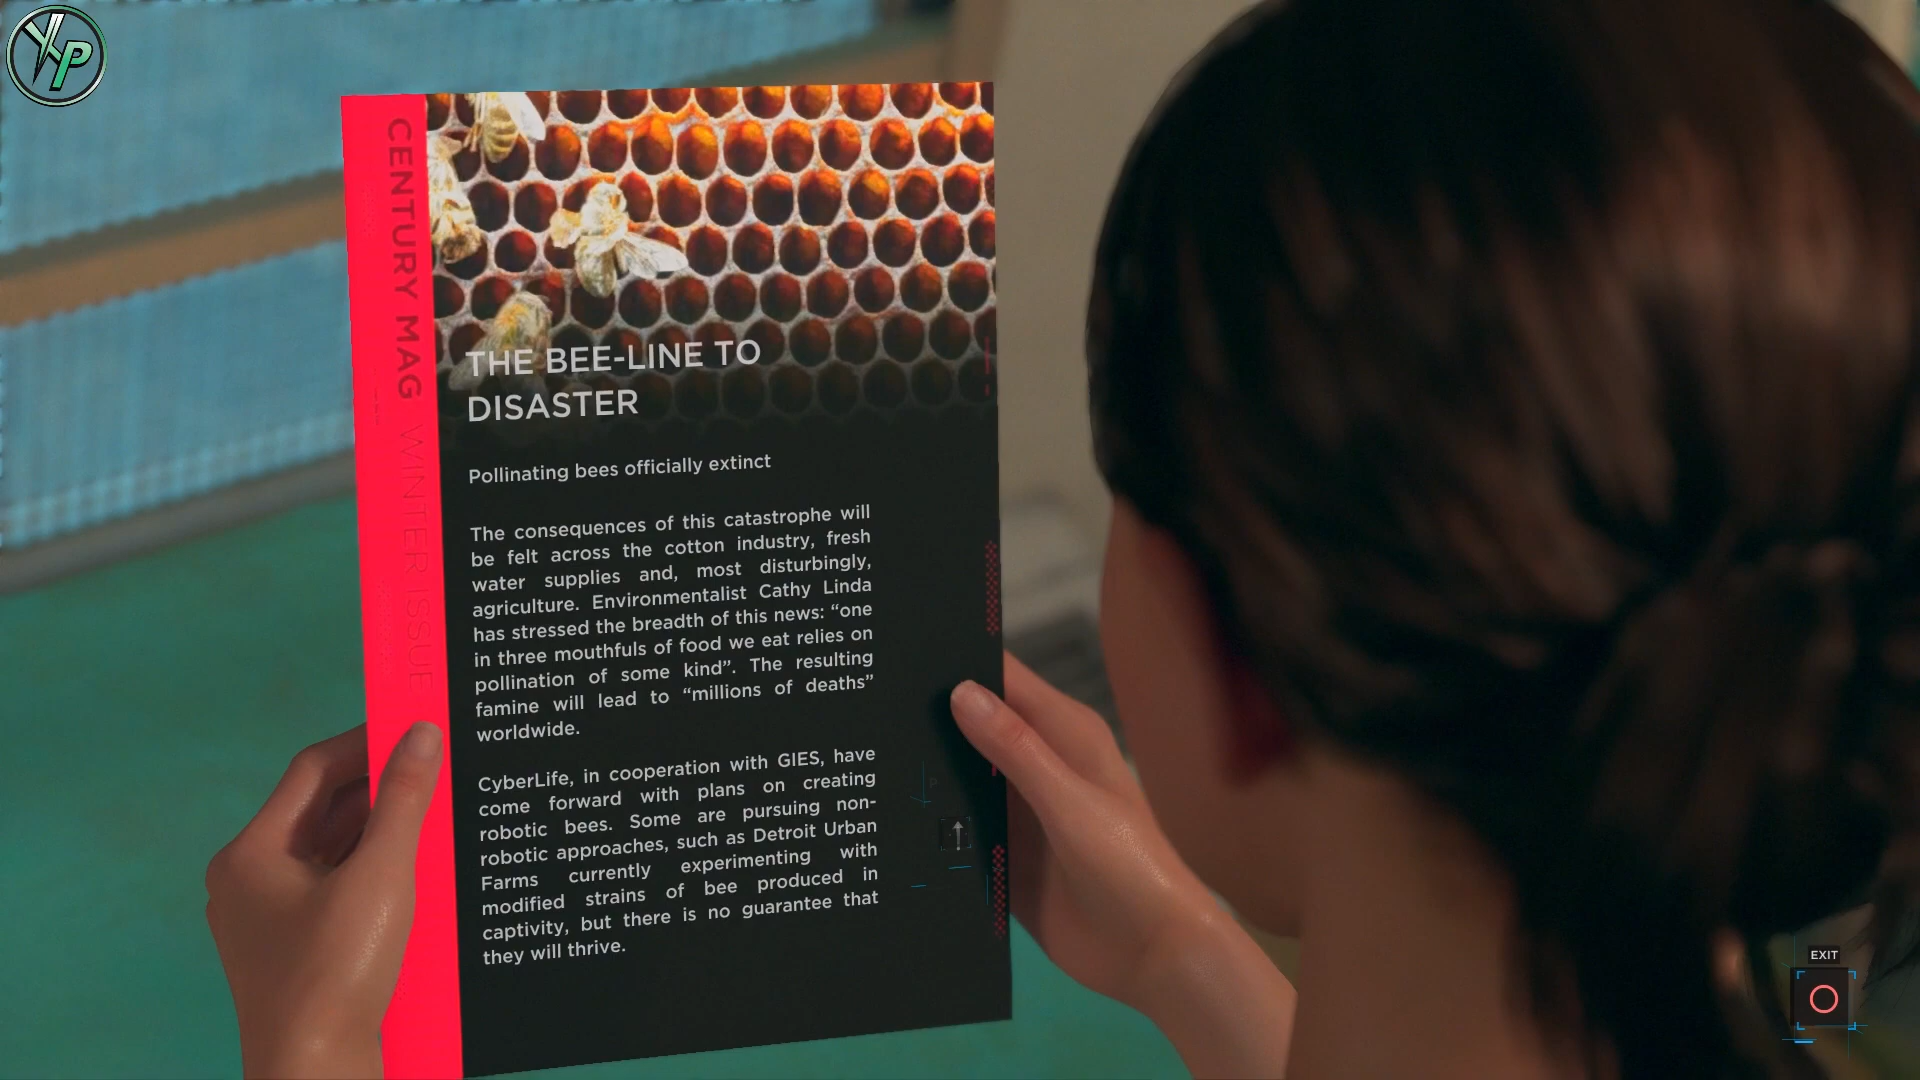 YP
CENTURY MAG WINTER ISSUE
THE BEE-LINE TO
DISASTER
Pollinating bees officially extinct
The consequences of this catastrophe will
be felt across the cotton industry, fresh
water supplies and, most disturbingly,
agriculture. Environmentalist Cathy Linda
has stressed the breadth of this news: “one
in three mouthfuls of food we eat relies on
pollination of some kind”. The resulting
famine will lead to “millions of deaths”
worldwide.
CyberLife, in cooperation with GIES, have
come forward with plans on creating
robotic bees. Some are pursuing non-
robotic approaches, such as Detroit Urban
Farms currently experimenting with
modified strains of bee produced in
captivity, but there is no guarantee that
they will thrive.
EXIT